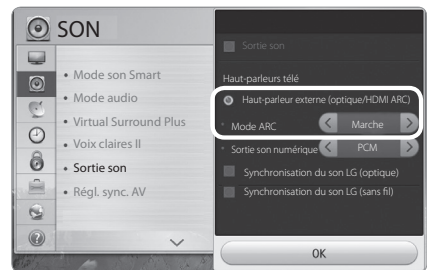 SON
• Mode son Smart
• Mode audio
• Virtual Surround Plus
• Voix claires II
• Sortie son
• Régl. sync. AV
Sortie son
Haut-parleurs télé
Haut-parleur externe (optique/HDMI ARC)
• Mode ARC < Marche >
• Sortie son numérique < PCM >
Synchronisation du son LG (optique)
Synchronisation du son LG (sans fil)
OK